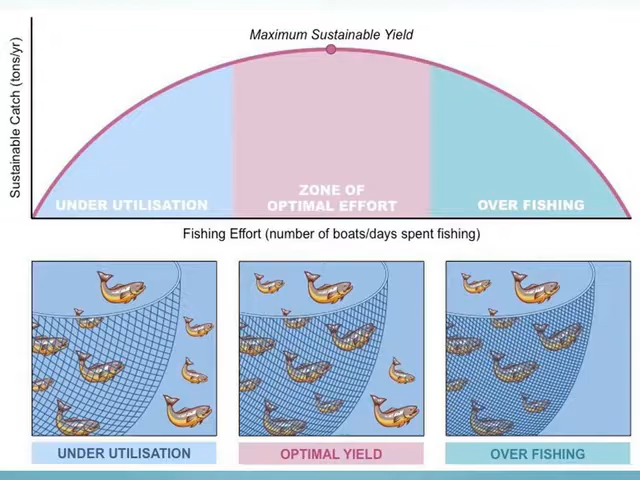 Maximum Sustainable Yield
Sustainable Catch (tons/yr)
UNDER UTILISATION
ZONE OF
OPTIMAL EFFORT
OVER FISHING
Fishing Effort (number of boats/days spent fishing)
UNDER UTILISATION
OPTIMAL YIELD
OVER FISHING